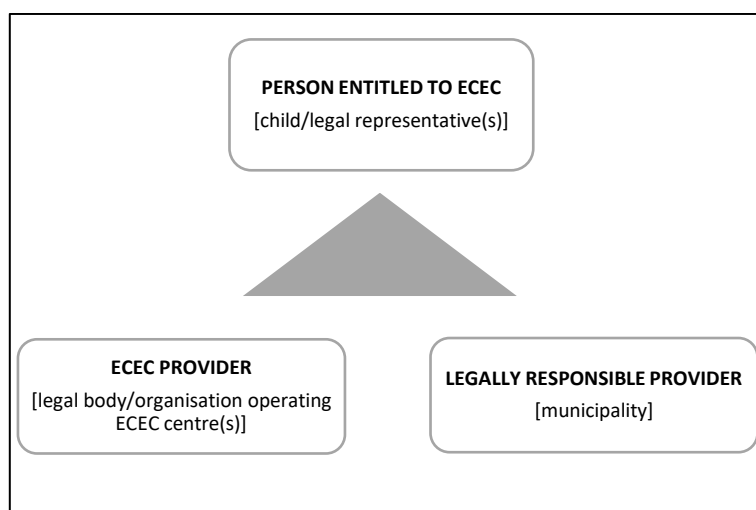 PERSON ENTITLED TO ECEC
[child/legal representative(s)]
ECEC PROVIDER
[legal body/organisation operating
ECEC centre(s)]
LEGALLY RESPONSIBLE PROVIDER
[municipality]